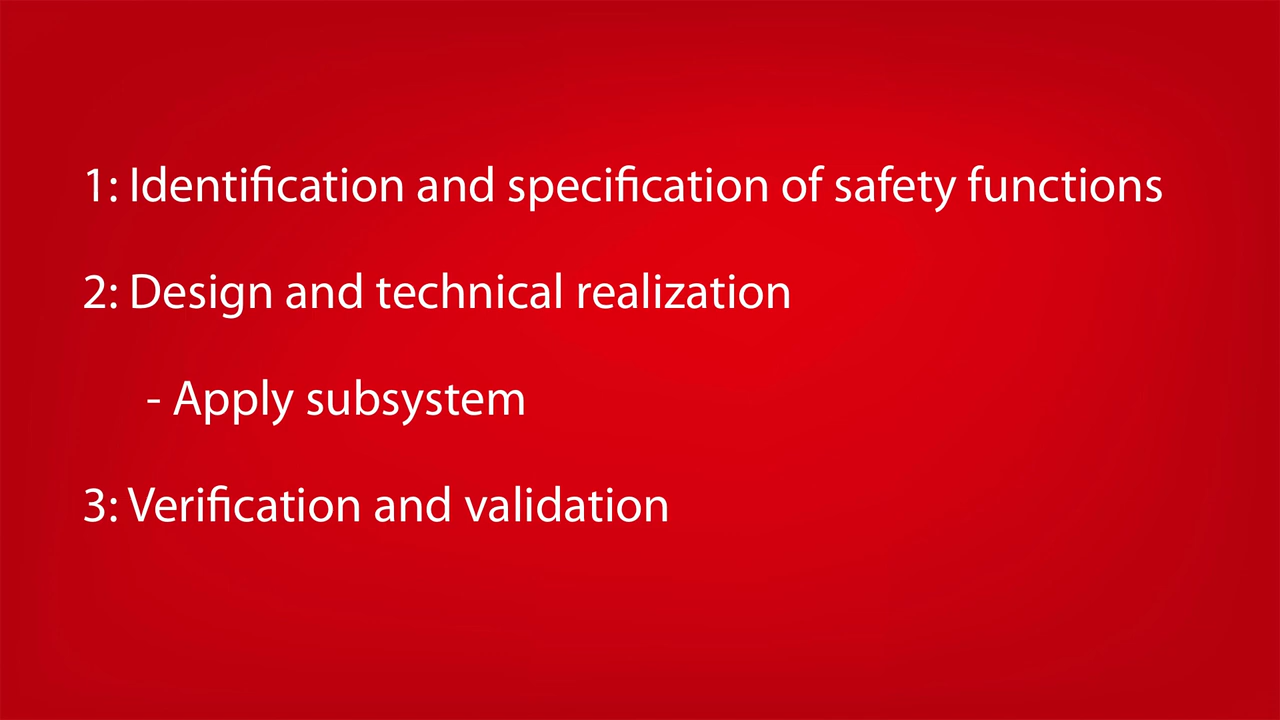 1: Identification and specification of safety functions
2: Design and technical realization
- Apply subsystem
3: Verification and validation